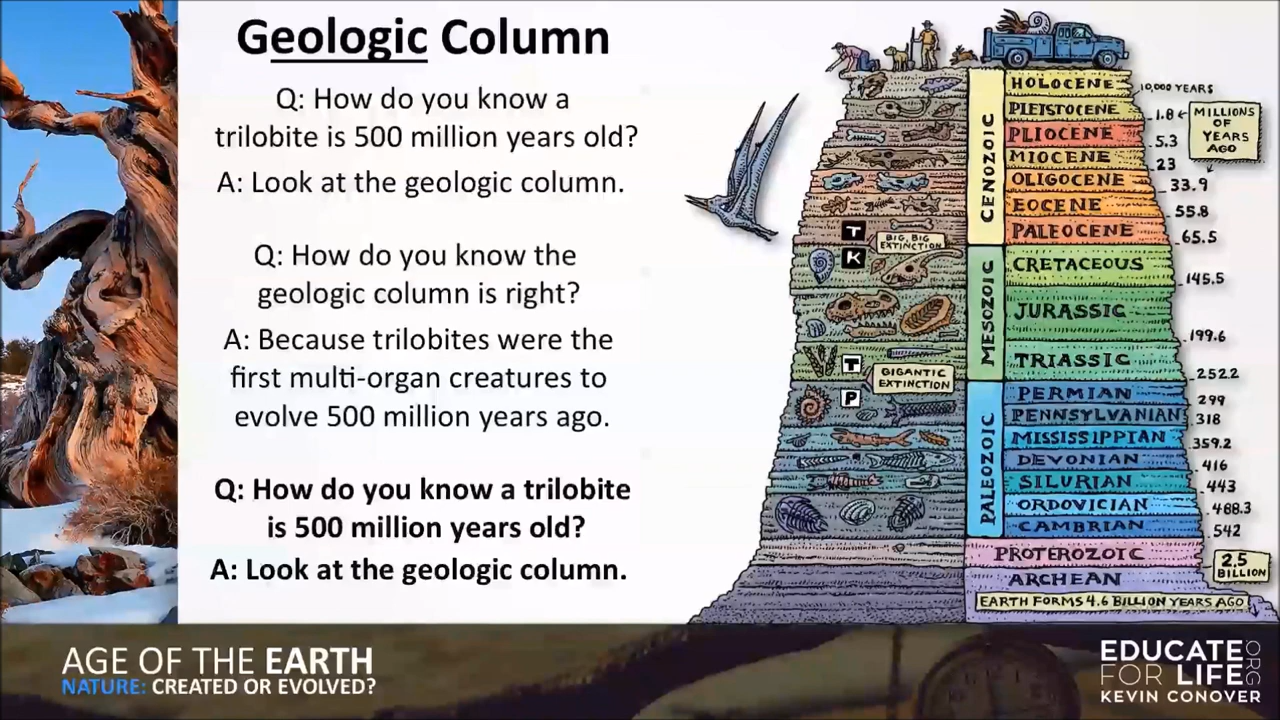 Geologic Column
Q: How do you know a
trilobite is 500 million years old?
A: Look at the geologic column.
Q: How do you know the
geologic column is right?
A: Because trilobites were the
first multi-organ creatures to
evolve 500 million years ago.
Q: How do you know a trilobite
is 500 million years old?
A: Look at the geologic column.
CENOZOIC
HOLOCENE
10,000 YEARS
PLEISTOCENE
1.8
MILLIONS
OF
YEARS
AGO
PLIOCENE
5.3
MIOCENE
23
OLIGOCENE
33.9
EOCENE
55.8
PALEOCENE
65.5
T
BIG, BIG
EXTINCTION
K
MESOZOIC
CRETACEOUS
145.5
JURASSIC
199.6
TRIASSIC
252.2
T
GIGANTIC
EXTINCTION
P
PALEOZOIC
PERMIAN
299
PENNSYLVANIAN
318
MISSISSIPPIAN
359.2
DEVONIAN
416
SILURIAN
443
ORDOVICIAN
488.3
CAMBRIAN
542
PROTEROZOIC
2.5
BILLION
ARCHEAN
EARTH FORMS 4.6 BILLION YEARS AGO
AGE OF THE EARTH
NATURE: CREATED OR EVOLVED?
EDUCATE
FOR LIFE
.ORG
KEVIN CONOVER